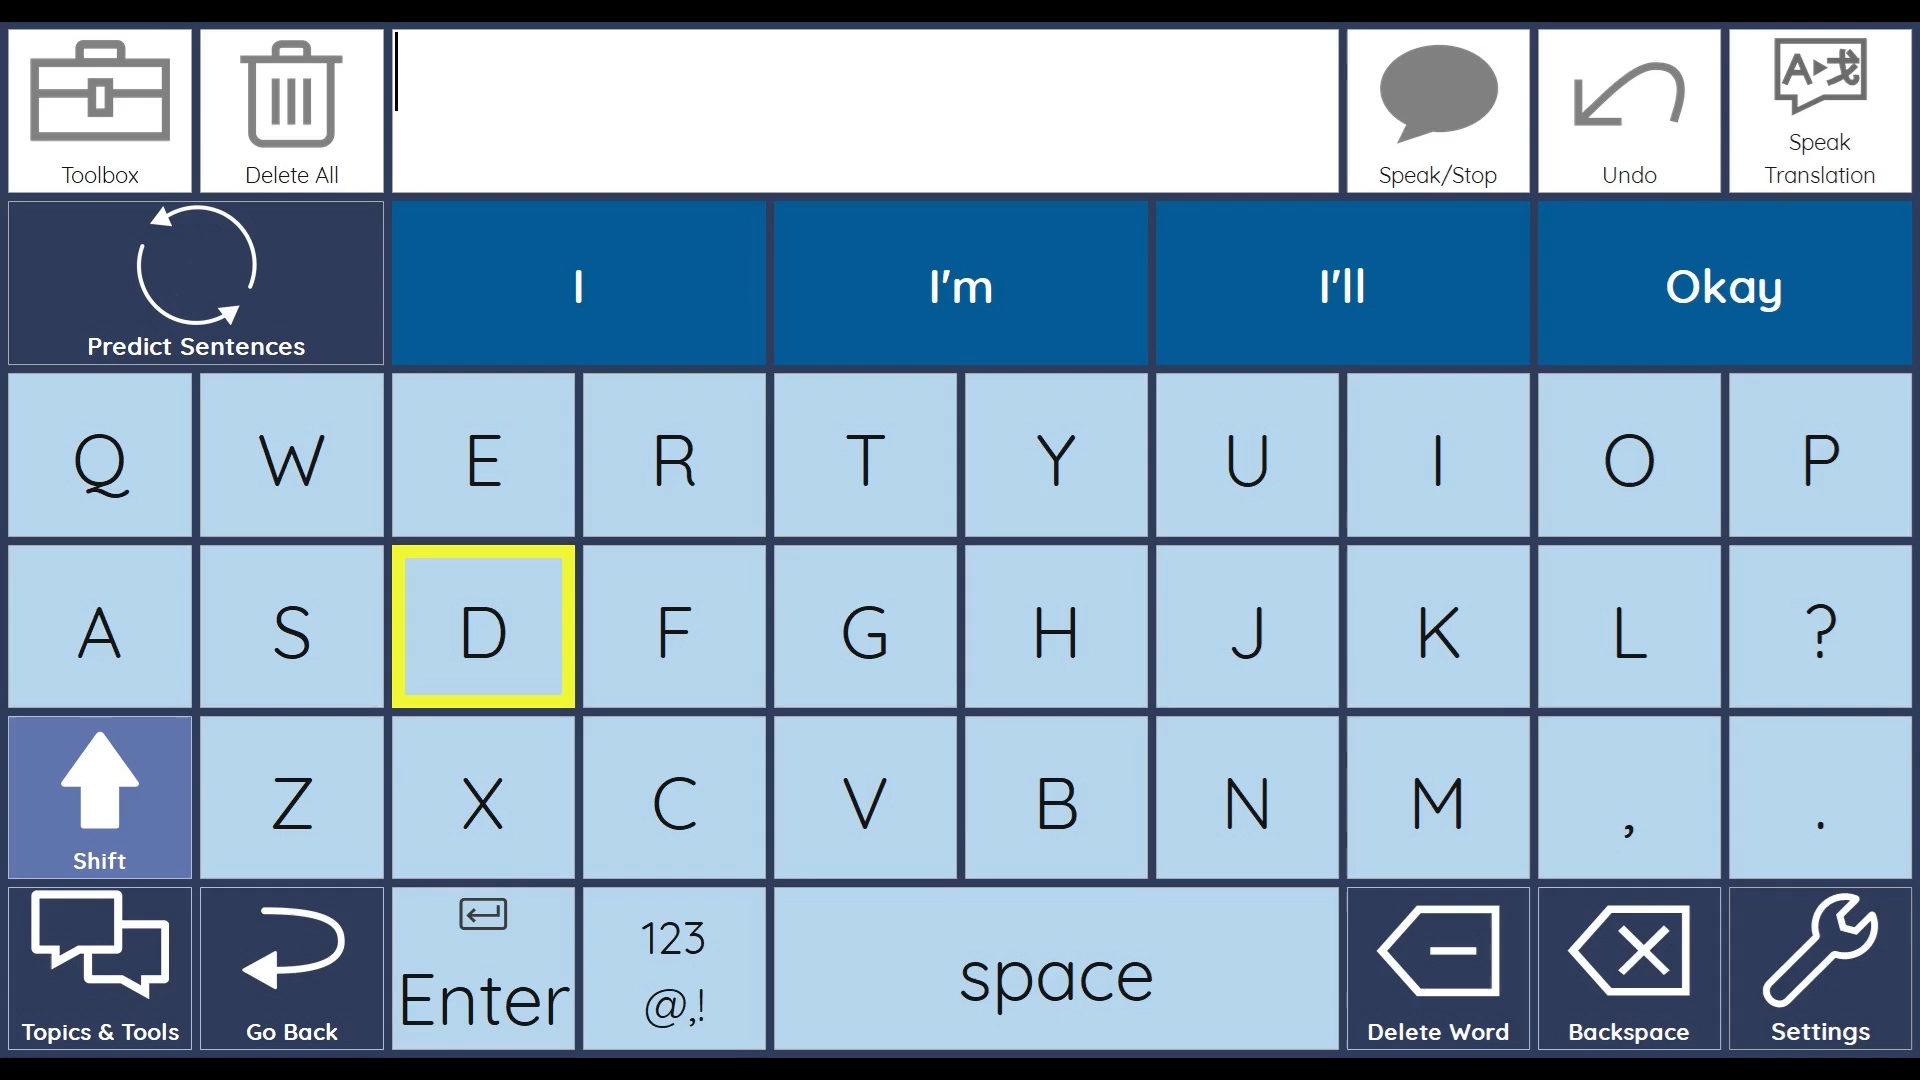 A 戈
Toolbox
Delete All
Speak/Stop
Undo
Speak
Translation
Predict Sentences
I
I'm
I'll
Okay
Q W E R T Y U I O P
A S D F G H J K L ?
Shift
Z X C V B N M , .
Topics & Tools
Go Back
Enter
123
@,!
space
Delete Word
Backspace
Settings